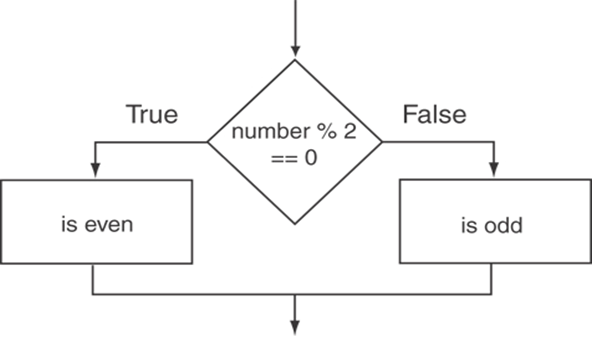 True
number % 2
== 0
False
is even
is odd